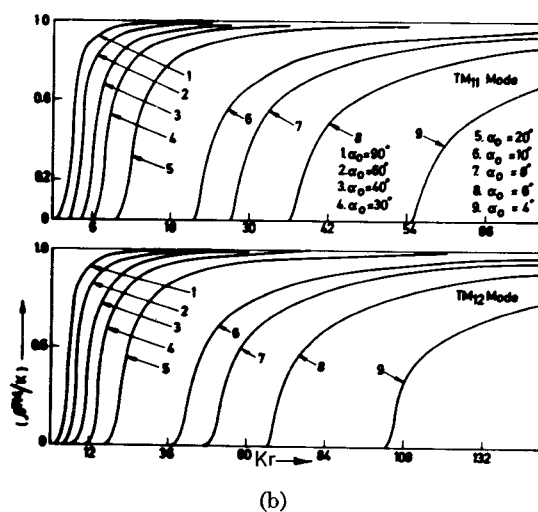 1.0
0.6
0.2
0
1
2
3
4
5
6
7
8
9
TM11 Mode
1. α0 = 90°
2. α0 = 60°
3. α0 = 40°
4. α0 = 30°
5. α0 = 20°
6. α0 = 10°
7. α0 = 8°
8. α0 = 6°
9. α0 = 4°
6 18 30 42 54 66
1.0
0.6
0
1
2
3
4
5
6
7
8
9
TM12 Mode
12 36 60 84 108 132
Kr
(b)